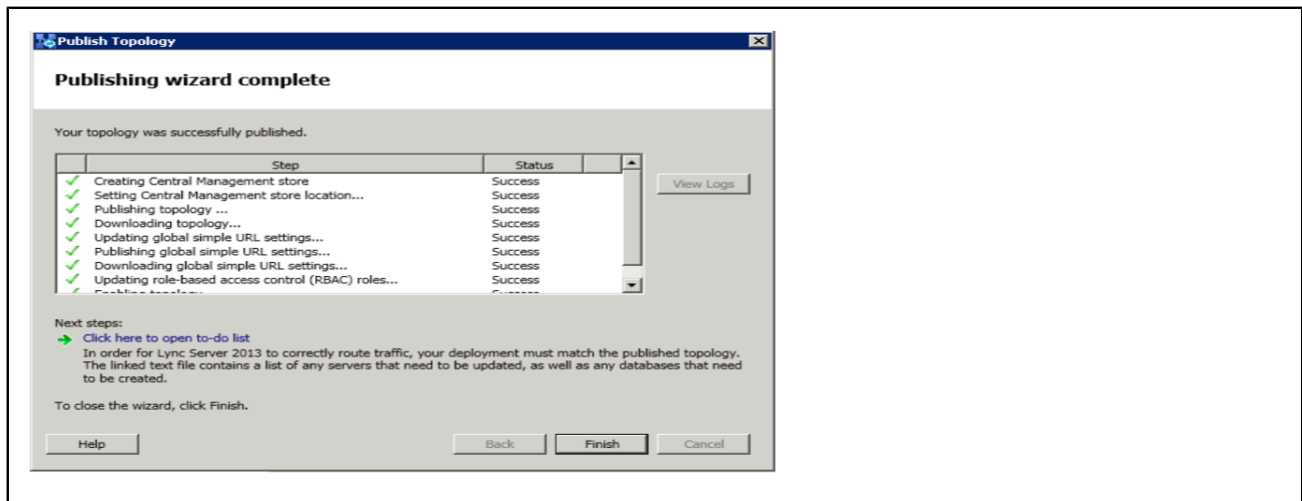 Publish Topology
Publishing wizard complete
Your topology was successfully published.
Step Status
Creating Central Management store Success
Setting Central Management store location... Success
Publishing topology ... Success
Downloading topology... Success
Updating global simple URL settings... Success
Publishing global simple URL settings... Success
Downloading global simple URL settings... Success
Updating role-based access control (RBAC) roles... Success
View Logs
Next steps:
Click here to open to-do list
In order for Lync Server 2013 to correctly route traffic, your deployment must match the published topology.
The linked text file contains a list of any servers that need to be updated, as well as any databases that need
to be created.
To close the wizard, click Finish.
Help Back Finish Cancel